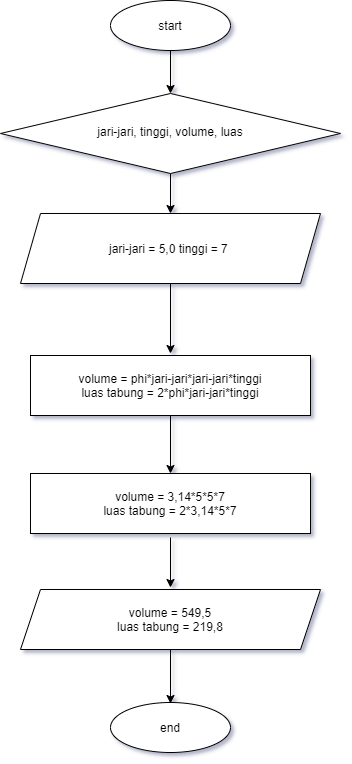 start
jari-jari, tinggi, volume, luas
jari-jari = 5,0 tinggi = 7
volume = phi*jari-jari*jari-jari*tinggi
luas tabung = 2*phi*jari-jari*tinggi
volume = 3,14*5*5*7
luas tabung = 2*3,14*5*7
volume = 549,5
luas tabung = 219,8
end